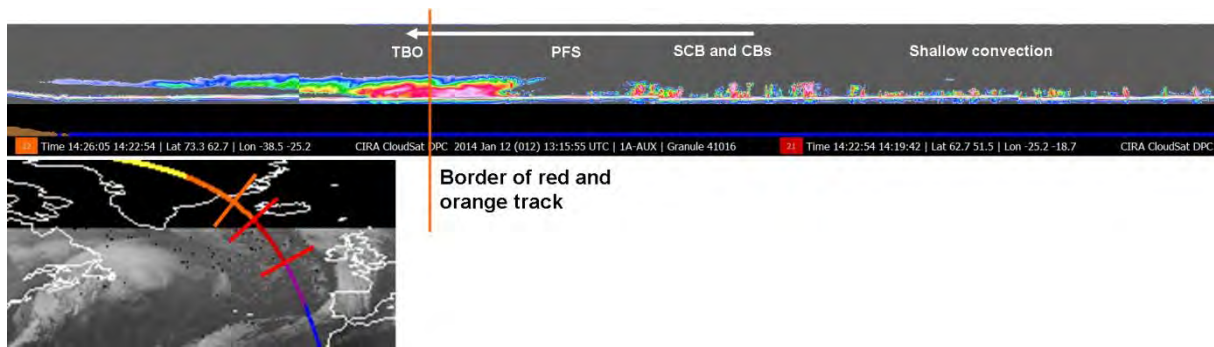 TBO PFS SCB and CBs Shallow convection
22 Time 14:26:05 14:22:54 | Lat 73.3 62.7 | Lon -38.5 -25.2 CIRA CloudSat DPC 2014 Jan 12 (012) 13:15:55 UTC | 1A-AUX | Granule 41016 21 Time 14:22:54 14:19:42 | Lat 62.7 51.5 | Lon -25.2 -18.7 CIRA CloudSat DPC
Border of red and
orange track